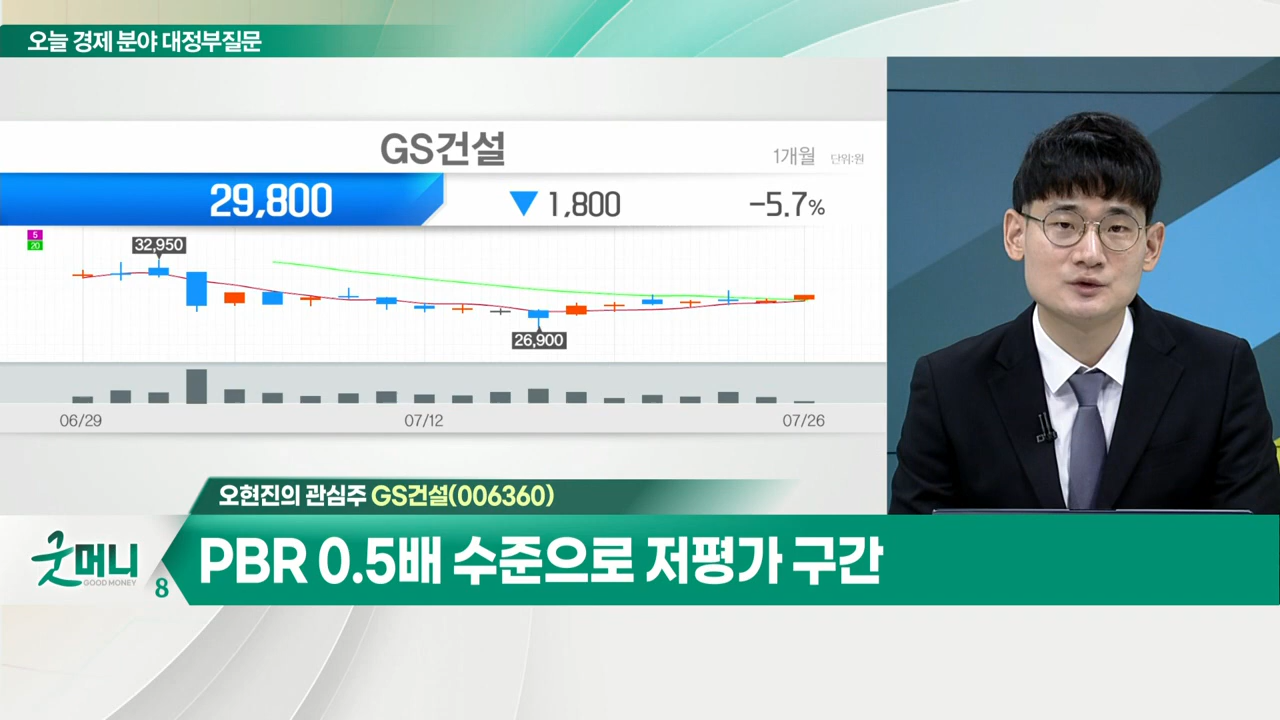 오늘 경제 분야 대정부질문
GS건설
1개월 단위:원
29,800 ▼ 1,800 -5.7%
5
20
32,950
26,900
06/29 07/12 07/26
오현진의 관심주 GS건설(006360)
굿머니
GOOD MONEY
8
PBR 0.5배 수준으로 저평가 구간